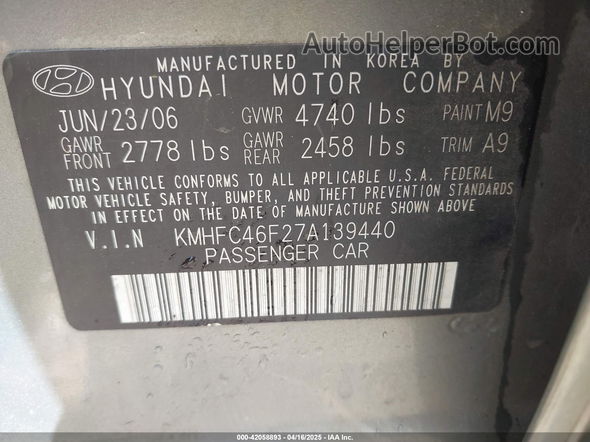 AutoHelperBot.com
MANUFACTURED IN KOREA BY
HYUNDAI MOTOR COMPANY
JUN/23/06 GVWR 4740 lbs PAINT M9
GAWR FRONT 2778 lbs GAWR REAR 2458 lbs TRIM A9
THIS VEHICLE CONFORMS TO ALL APPLICABLE U.S.A. FEDERAL
MOTOR VEHICLE SAFETY, BUMPER, AND THEFT PREVENTION STANDARDS
IN EFFECT ON THE DATE OF MANUFACTURE SHOWN ABOVE
V.I.N KMHFC46F27A139440
PASSENGER CAR
000-42058893 - 04/16/2025 - IAA Inc.